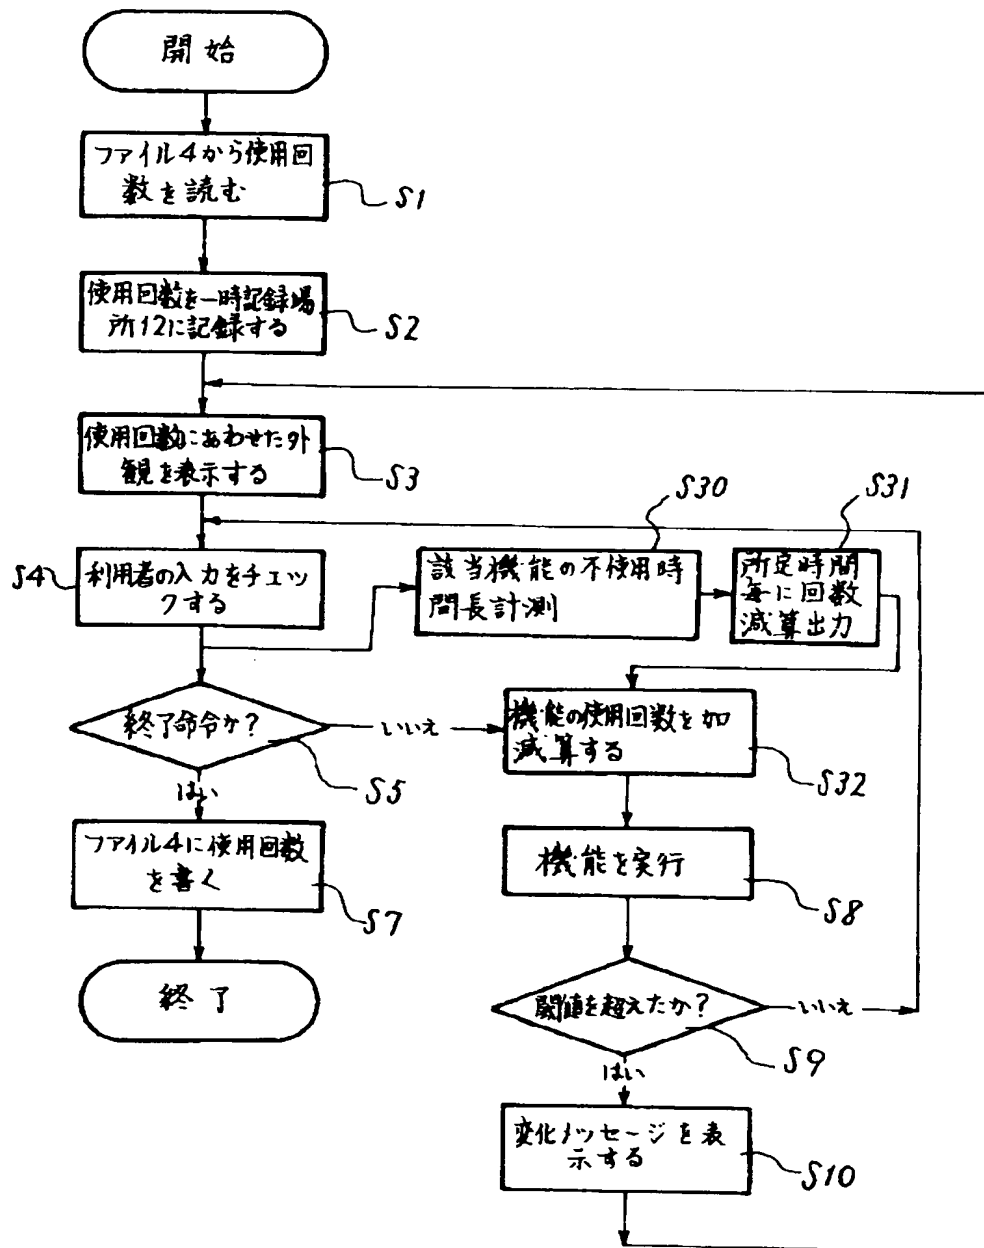 開始
ファイル4から使用回
数を読む
S1
使用回数を一時記録場
所12に記録する
S2
使用回数にあわせた外
観を表示する
S3
S30
S31
S4
利用者の入力をチェッ
クする
該当機能の不使用時
間長計測
所定時間
毎に回数
減算出力
終了命令か?
いいえ
S5
はい
機能の使用回数を加
減算する
S32
ファイル4に使用回数
を書く
S7
機能を実行
S8
終了
閾値を超えたか?
いいえ
S9
はい
変化メッセージを表
示する
S10